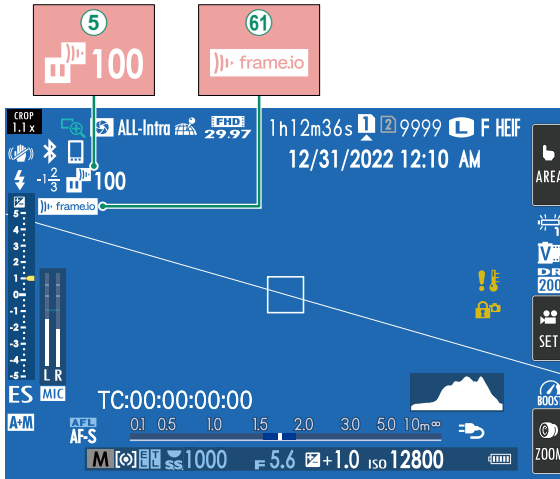 5
61
100
frame.io
CROP
1.1 x
ALL-Intra
FHD
29.97
1h12m36s 1 2 9999 L F HEIF
12/31/2022 12:10 AM
AREA
-1 2/3
100
frame.io
5
4
3
2
1
0
-1
-2
-3
-4
-5
L R
MIC
ES
A+M
V
DR
200
SET
BOOST
ZOOM
TC:00:00:00:00
AFL
AF-S
0.1 0.5 1.0 1.5 2.0 3.0 5.0 10m ∞
M SS 1000 F 5.6 +1.0 ISO 12800